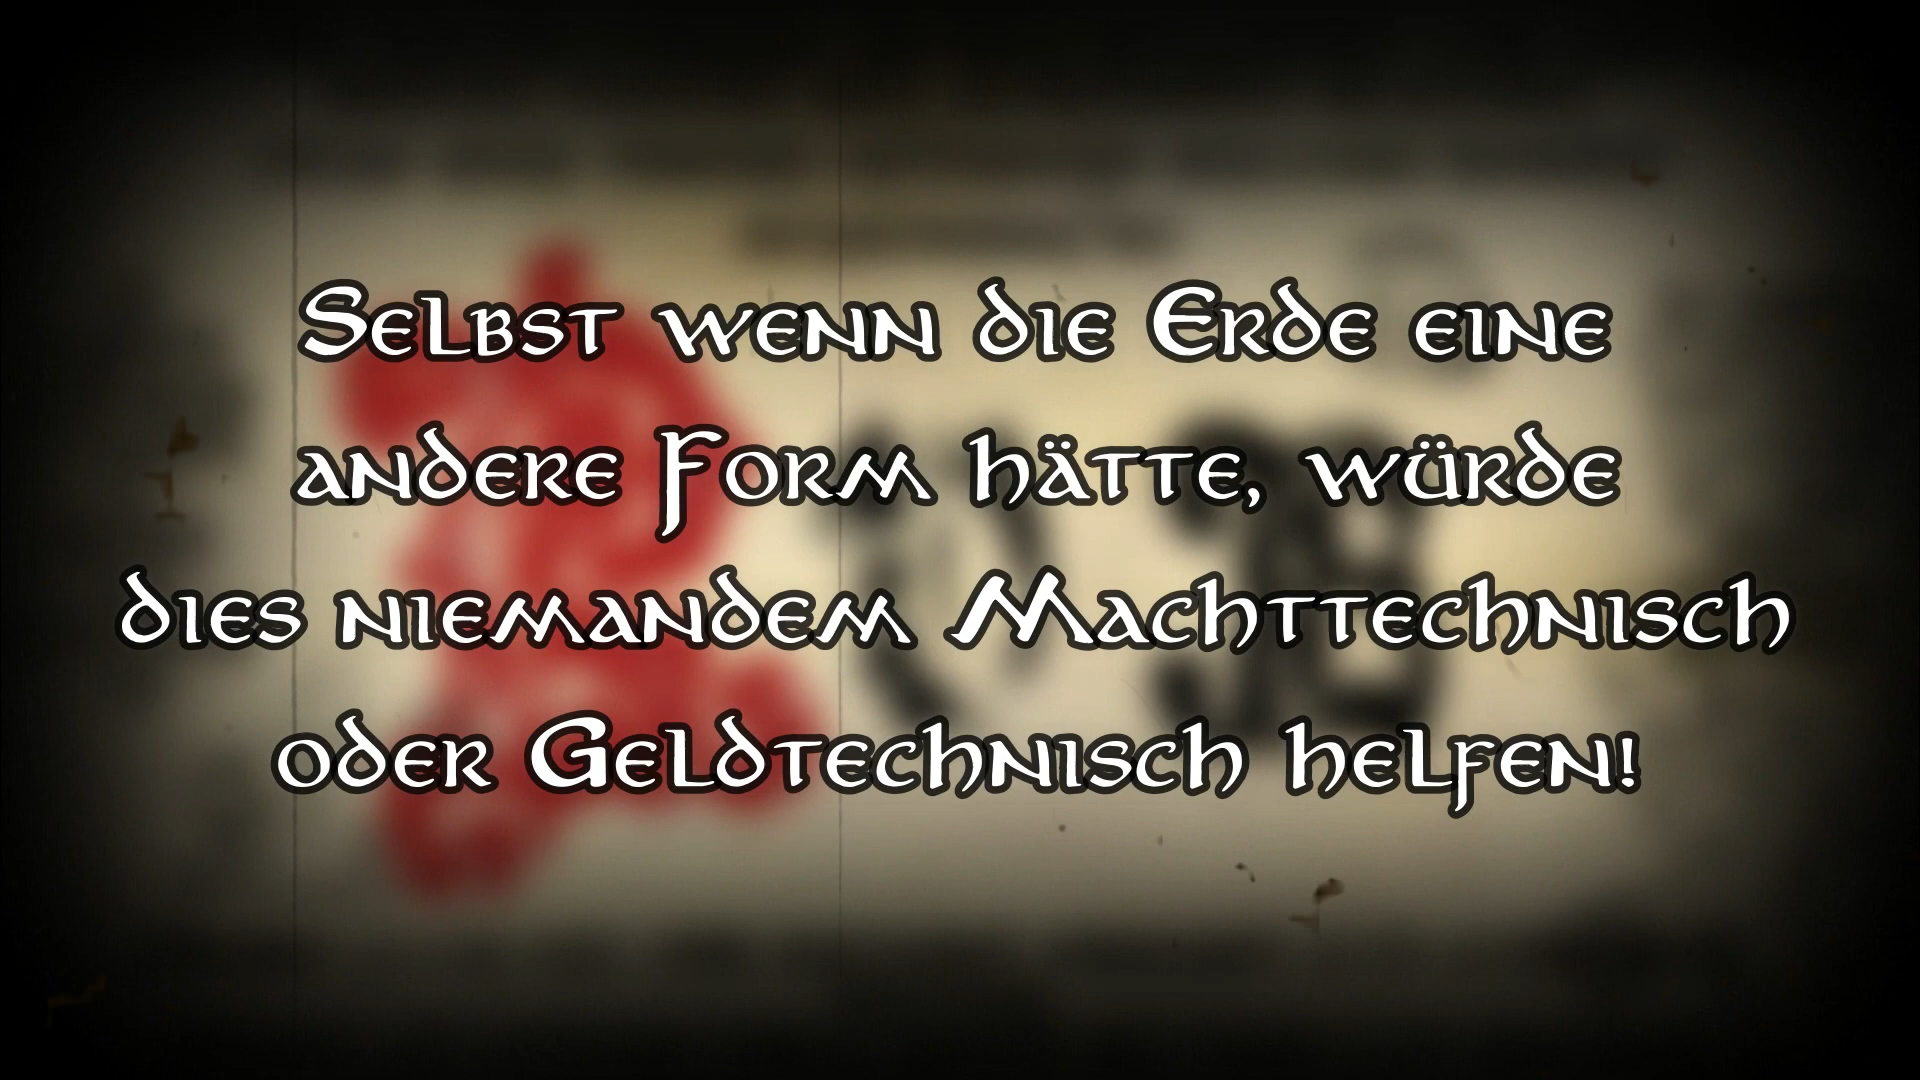 Selbst wenn die Erde eine
andere Form hätte, würde
dies niemandem Machttechnisch
oder Geldtechnisch helfen!